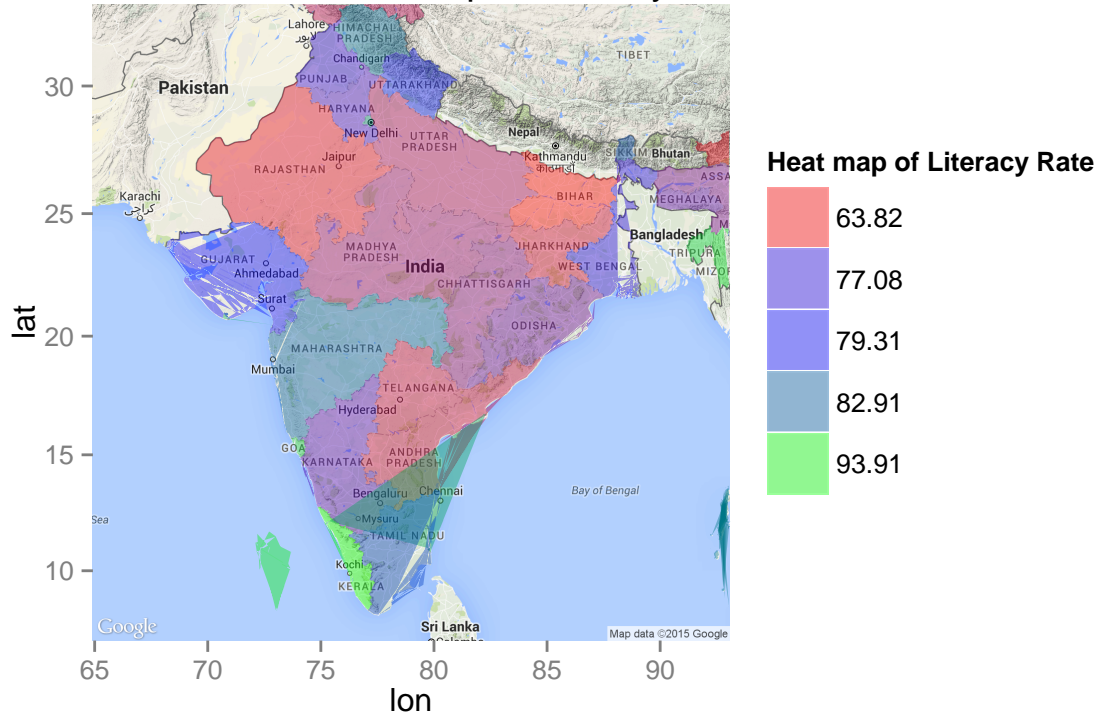 Lahore
لاہور
HIMACHAL
PRADESH
Chandigarh
TIBET
30
Pakistan
PUNJAB
UTTARAKHAND
HARYANA
New Delhi
UTTAR
PRADESH
Nepal
Kathmandu
काठमाडौं
SIKKIM
Bhutan
Jaipur
RAJASTHAN
ASSA
Karachi
کراچی
BIHAR
MEGHALAYA
25
Bangladesh
M
MADHYA
PRADESH
JHARKHAND
TRIPURA
GUJARAT
Ahmedabad
India
WEST BENGAL
MIZOR
CHHATTISGARH
Surat
lat
20
ODISHA
MAHARASHTRA
Mumbai
TELANGANA
Hyderabad
15
GOA
KARNATAKA
ANDHRA
PRADESH
Bengaluru
Chennai
Bay of Bengal
Sea
Mysuru
TAMIL NADU
10
Kochi
KERALA
Google
Sri Lanka
Colombo
Map data ©2015 Google
65
70
75
80
85
90
lon
Heat map of Literacy Rate
63.82
77.08
79.31
82.91
93.91